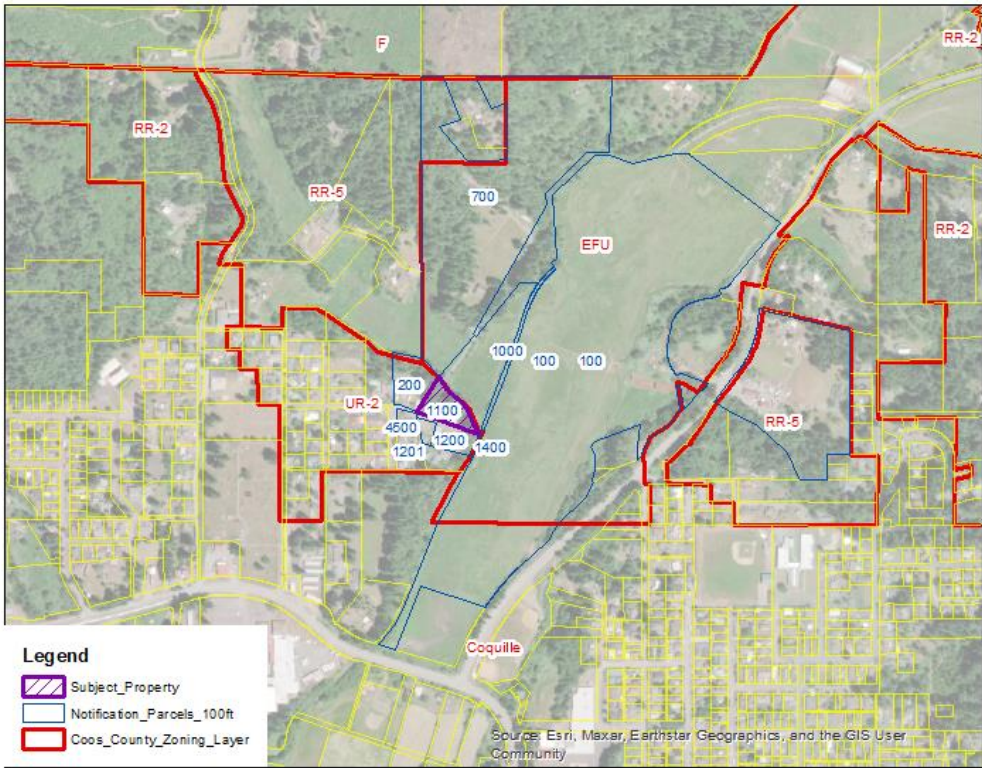 F
RR-2
RR-2
RR-5
700
EFU
RR-2
1000
100
100
200
UR-2
1100
4500
1200
1201
1400
RR-5
Coquille
Legend
Subject_Property
Notification_Parcels_100ft
Coos_County_Zoning_Layer
Source: Esri, Maxar, Earthstar Geographics, and the GIS User
Community